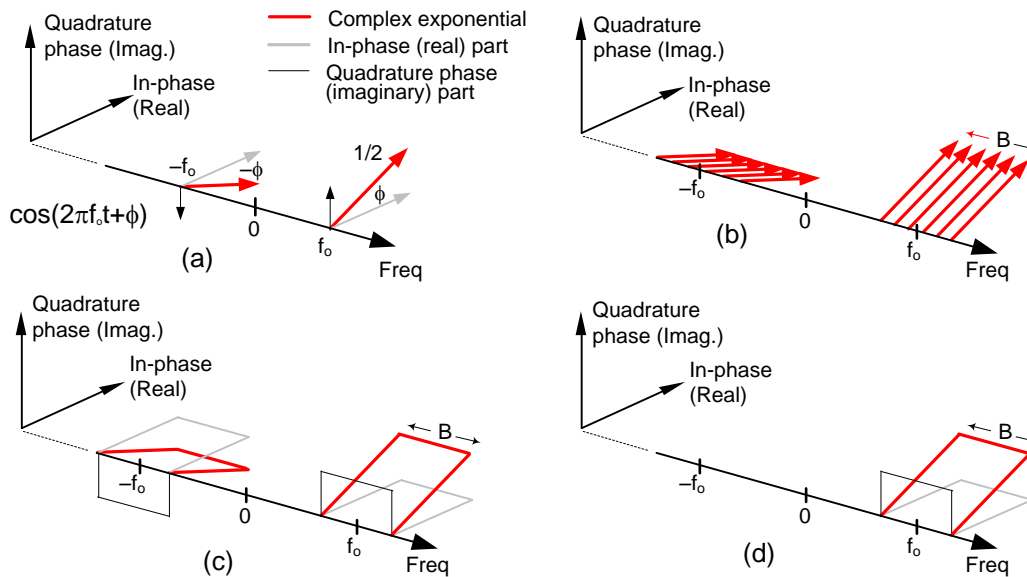 Quadrature
phase (Imag.)
In-phase
(Real)
Complex exponential
In-phase (real) part
Quadrature phase
(imaginary) part
–fₒ
–ϕ
1/2
ϕ
cos(2πfₒt+ϕ)
0
fₒ
Freq
(a)
Quadrature
phase (Imag.)
In-phase
(Real)
B
–fₒ
0
fₒ
Freq
(b)
Quadrature
phase (Imag.)
In-phase
(Real)
B
–fₒ
0
fₒ
Freq
(c)
Quadrature
phase (Imag.)
In-phase
(Real)
B
–fₒ
0
fₒ
Freq
(d)